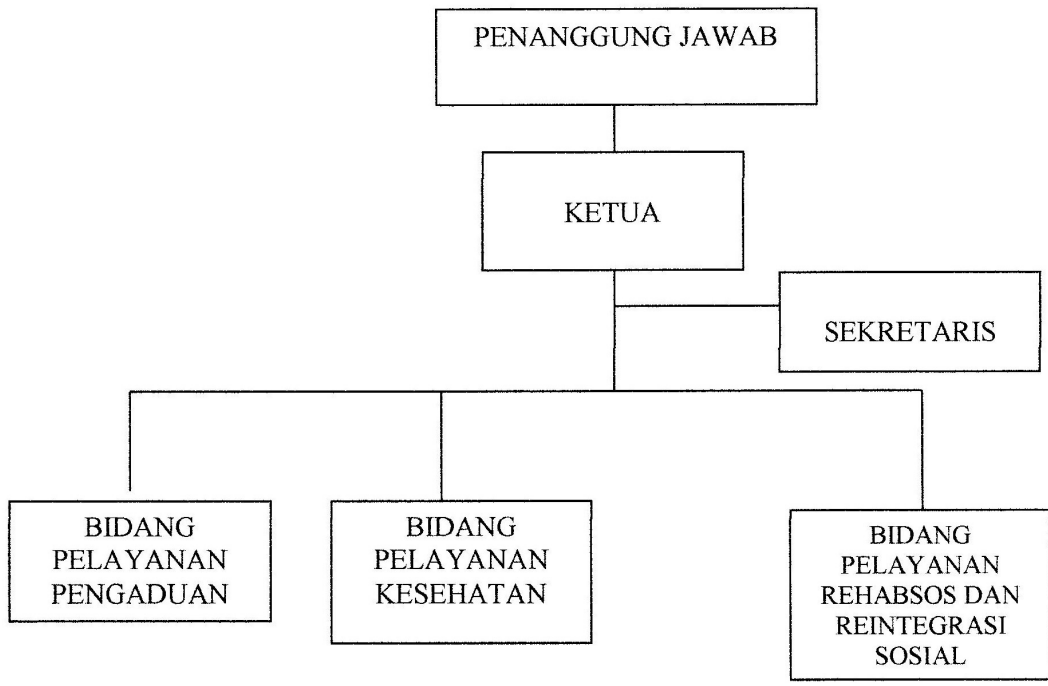 PENANGGUNG JAWAB
KETUA
SEKRETARIS
BIDANG
PELAYANAN
PENGADUAN
BIDANG
PELAYANAN
KESEHATAN
BIDANG
PELAYANAN
REHABSOS DAN
REINTEGRASI
SOSIAL